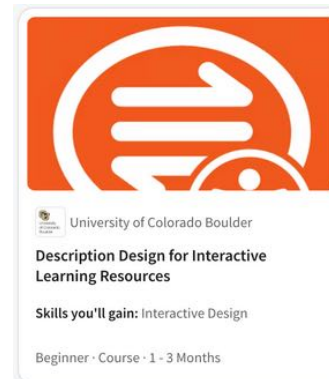 University of Colorado Boulder
Description Design for Interactive
Learning Resources
Skills you'll gain: Interactive Design
Beginner · Course · 1 - 3 Months